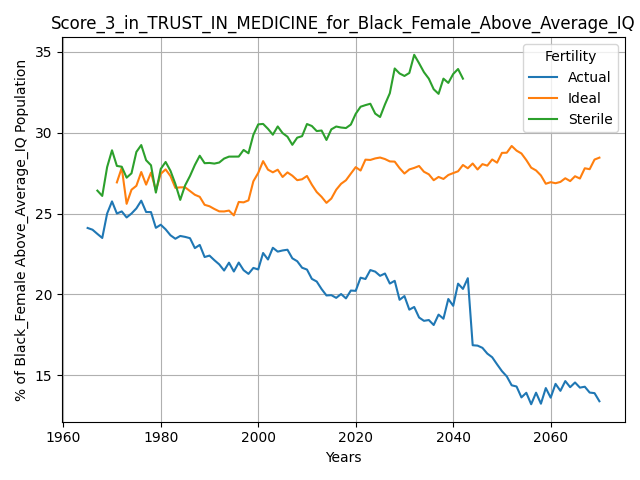 Score_3_in_TRUST_IN_MEDICINE_for_Black_Female_Above_Average_IQ
% of Black_Female Above_Average_IQ Population
35
30
25
20
15
Fertility
Actual
Ideal
Sterile
1960 1980 2000 2020 2040 2060
Years